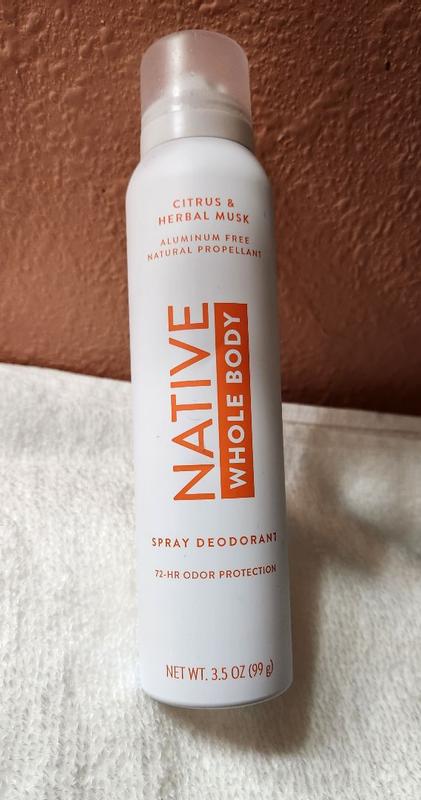 CITRUS &
HERBAL MUSK
ALUMINUM FREE
NATURAL PROPELLANT
NATIVE
WHOLE BODY
SPRAY DEODORANT
72-HR ODOR PROTECTION
NET WT. 3.5 OZ (99 g)